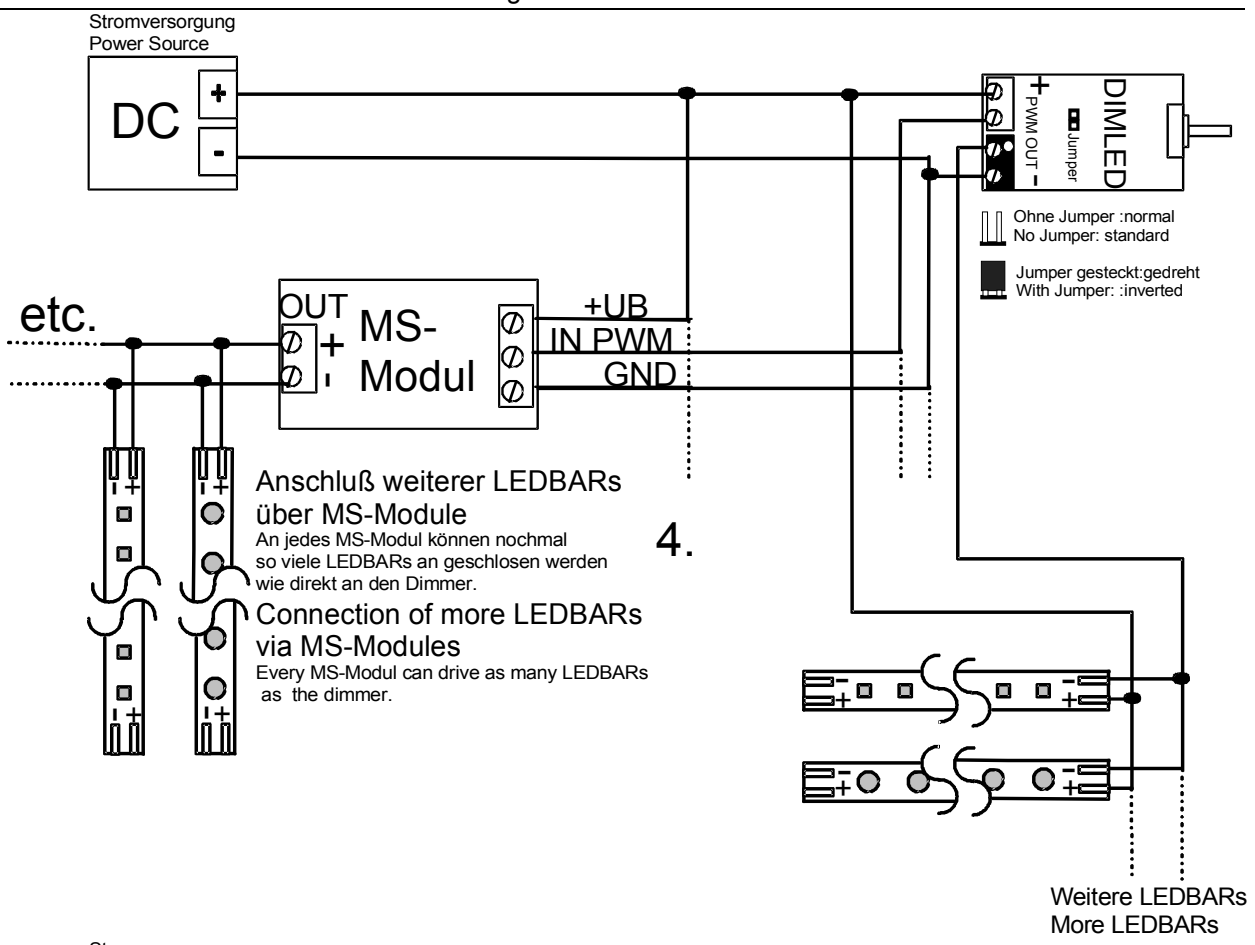 Stromversorgung
Power Source
DC
+
-
+
PWM OUT
-
Jumper
DIMLED
Ohne Jumper :normal
No Jumper: standard
Jumper gesteckt:gedreht
With Jumper: :inverted
etc.
OUT
+
-
MS-
Modul
+UB
IN PWM
GND
- +
- +
Anschluß weiterer LEDBARs
über MS-Module
An jedes MS-Modul können nochmal
so viele LEDBARs an geschlosen werden
wie direkt an den Dimmer.
Connection of more LEDBARs
via MS-Modules
Every MS-Modul can drive as many LEDBARs
as the dimmer.
- +
- +
4.
-
+
-
+
-
+
-
+
Weitere LEDBARs
More LEDBARs